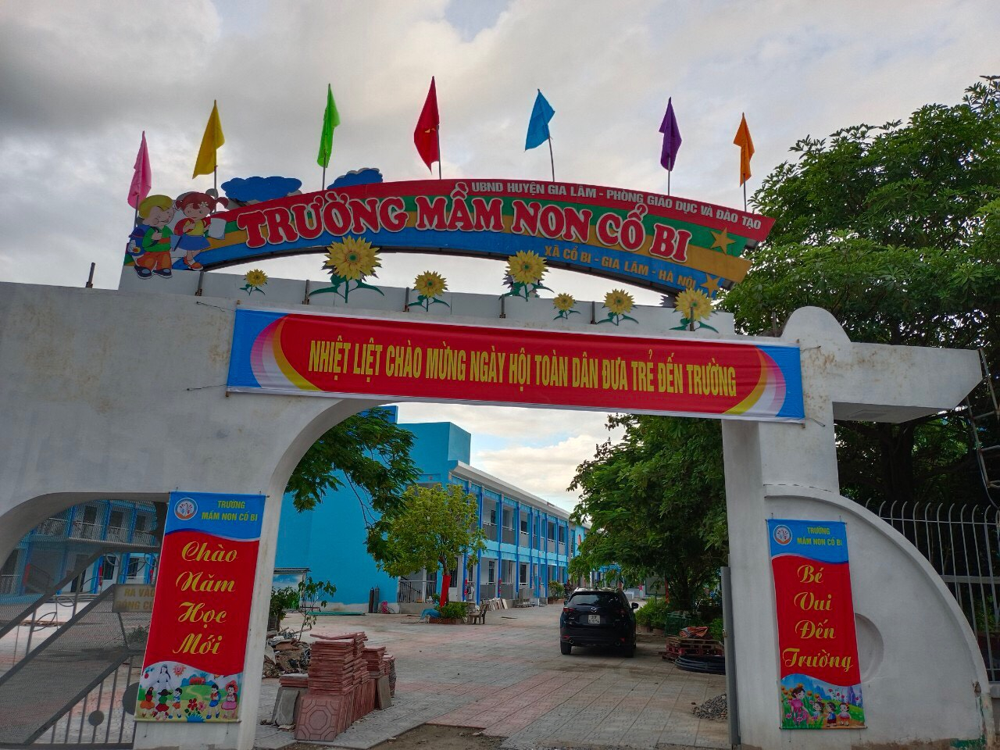 UBND HUYỆN GIA LÂM - PHÒNG GIÁO DỤC VÀ ĐÀO TẠO
TRƯỜNG MẦM NON CỔ BI
XÃ CỔ BI - GIA LÂM - HÀ NỘI
NHIỆT LIỆT CHÀO MỪNG NGÀY HỘI TOÀN DÂN ĐƯA TRẺ ĐẾN TRƯỜNG
TRƯỜNG
MẦM NON CỔ BI
Chào
Năm
Học
Mới
TRƯỜNG
MẦM NON CỔ BI
Bé
Vui
Đến
Trường
RA VÀO